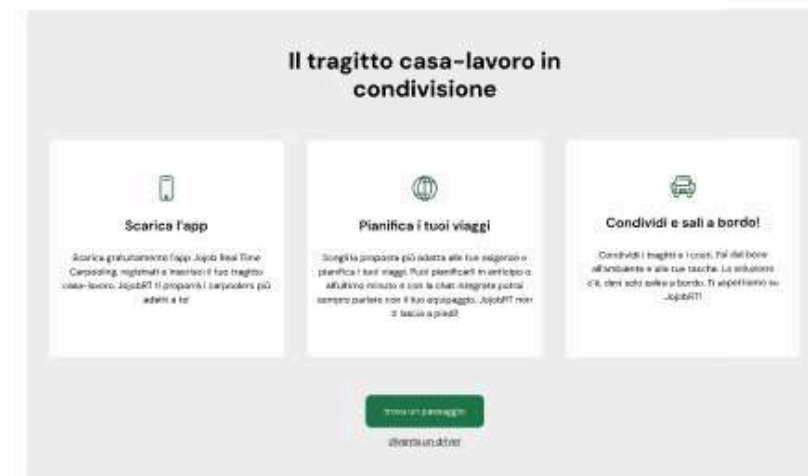 Il tragitto casa-lavoro in
condivisione
Scarica l'app
Scarica gratuitamente l'app Jojob Real Time
Carpooling, registrati e inserisci il tuo tragitto
casa-lavoro. JojobRT ti proporrà i carpoolers più
adatti a te!
Pianifica i tuoi viaggi
Scegli la proposta più adatta alle tue esigenze e
pianifica i tuoi viaggi. Puoi pianificarli in anticipo o
all'ultimo minuto e con la chat integrata potrai
sempre parlare con il tuo equipaggio. JojobRT non
ti lascia a piedi!
Condividi e sali a bordo!
Condividi i tragitti e i costi. Fai del bene
all'ambiente e alle tue tasche. La soluzione
c'è, devi solo salire a bordo. Ti aspettiamo su
JojobRT!
trova un passaggio
diventa un driver